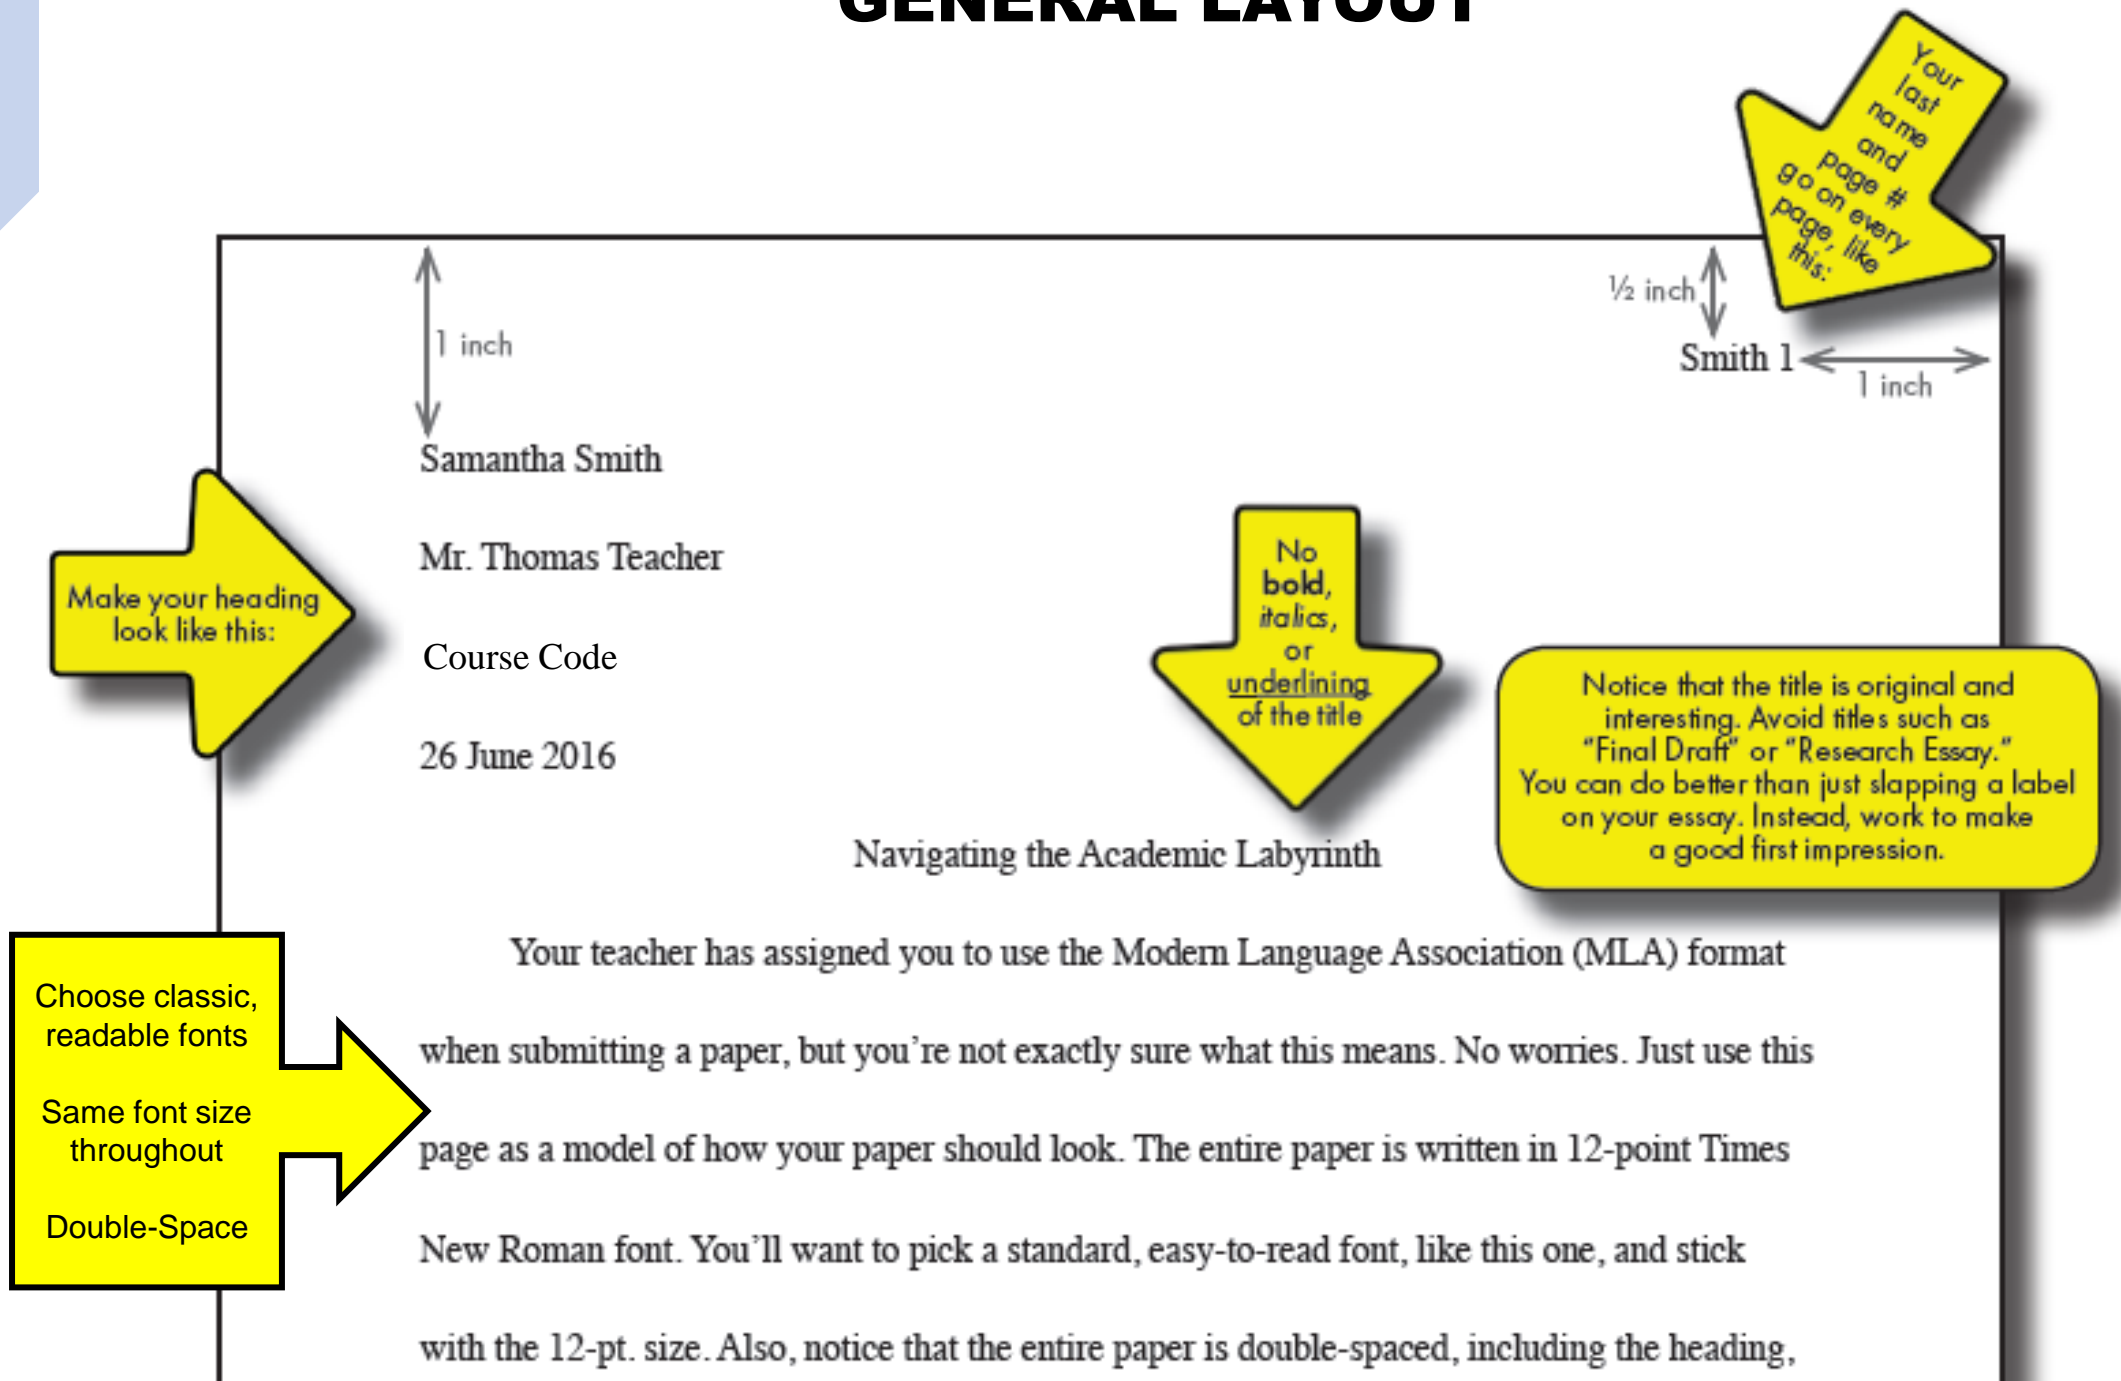 GENERAL LAYOUT
Your
last
name
and
page #
go on every
page, like
this:
½ inch
1 inch
Smith 1
1 inch
Samantha Smith
Mr. Thomas Teacher
Make your heading
look like this:
Course Code
26 June 2016
No
bold,
italics,
or
underlining
of the title
Notice that the title is original and
interesting. Avoid titles such as
"Final Draft" or "Research Essay."
You can do better than just slapping a label
on your essay. Instead, work to make
a good first impression.
Navigating the Academic Labyrinth
Choose classic,
readable fonts
Same font size
throughout
Double-Space
Your teacher has assigned you to use the Modern Language Association (MLA) format
when submitting a paper, but you're not exactly sure what this means. No worries. Just use this
page as a model of how your paper should look. The entire paper is written in 12-point Times
New Roman font. You'll want to pick a standard, easy-to-read font, like this one, and stick
with the 12-pt. size. Also, notice that the entire paper is double-spaced, including the heading,